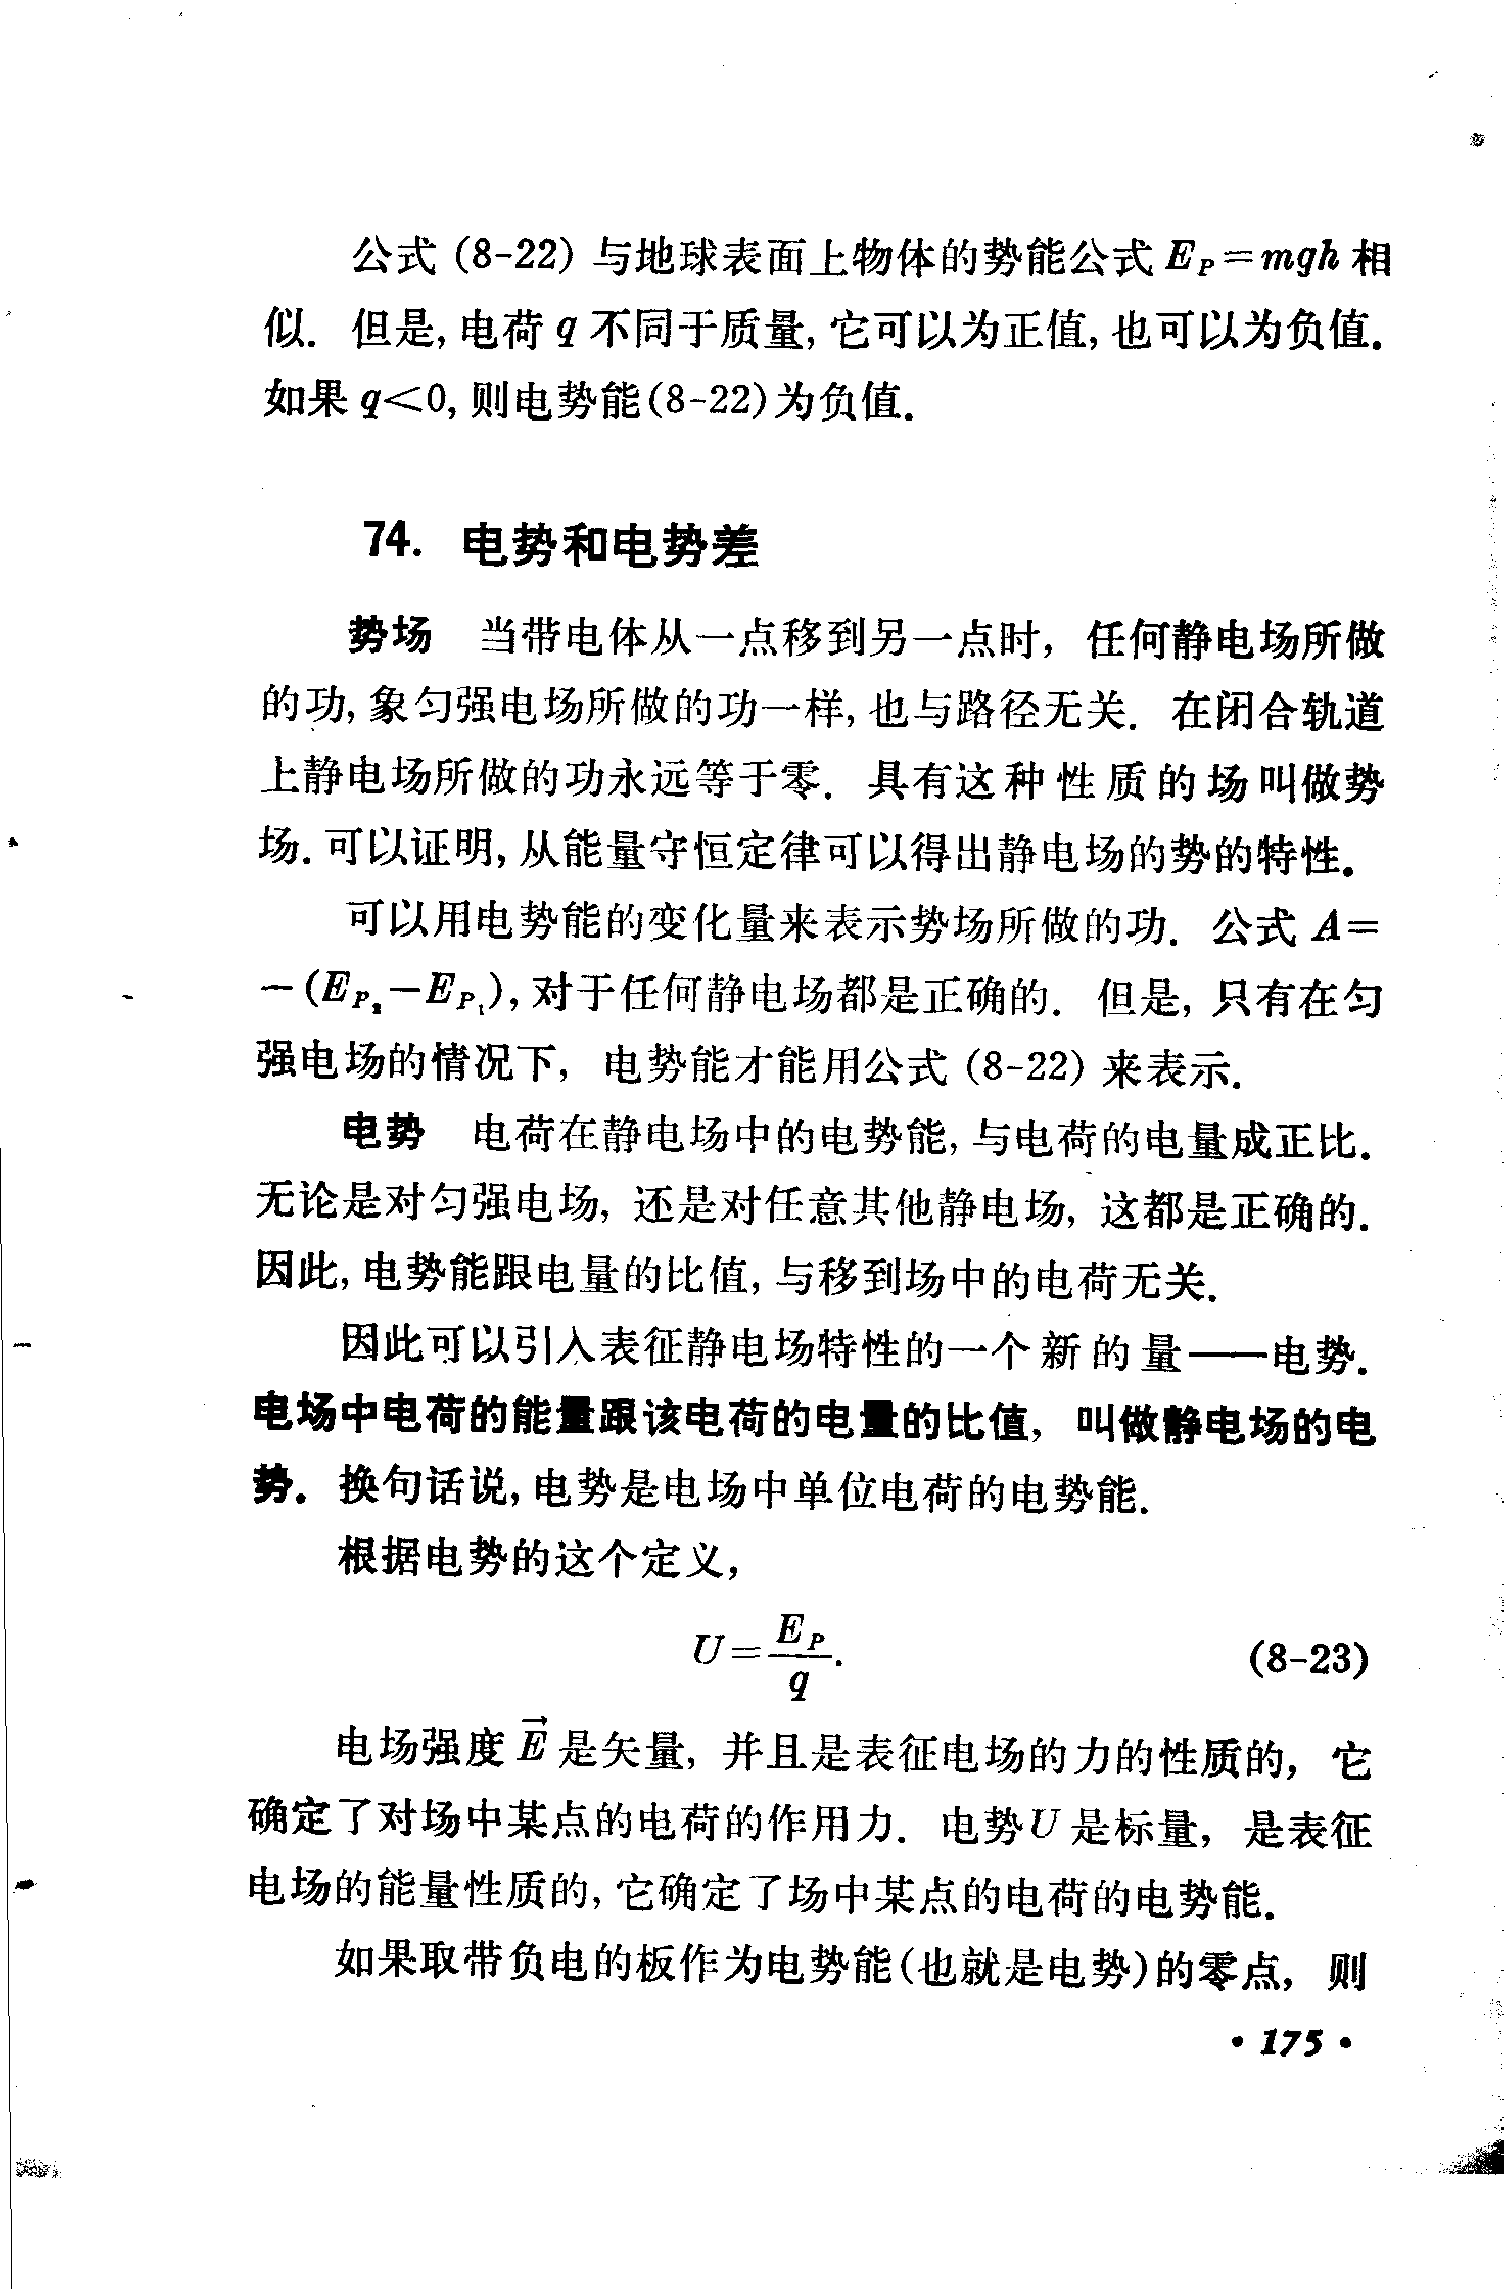 公式 (8-22) 与地球表面上物体的势能公式 E_P=mgh 相
似. 但是, 电荷 q 不同于质量, 它可以为正值, 也可以为负值.
如果 q<0, 则电势能(8-22)为负值.
74. 电势和电势差
势场 当带电体从一点移到另一点时, 任何静电场所做
的功, 象匀强电场所做的功一样, 也与路径无关. 在闭合轨道
上静电场所做的功永远等于零. 具有这种性质的场叫做势
场. 可以证明, 从能量守恒定律可以得出静电场的势的特性.
可以用电势能的变化量来表示势场所做的功. 公式 A=
-(E_{P_2}-E_{P_1}), 对于任何静电场都是正确的. 但是, 只有在匀
强电场的情况下, 电势能才能用公式 (8-22) 来表示.
电势 电荷在静电场中的电势能, 与电荷的电量成正比.
无论是对匀强电场, 还是对任意其他静电场, 这都是正确的.
因此, 电势能跟电量的比值, 与移到场中的电荷无关.
因此可以引入表征静电场特性的一个新的量——电势.
电场中电荷的能量跟该电荷的电量的比值, 叫做静电场的电
势. 换句话说, 电势是电场中单位电荷的电势能.
根据电势的这个定义,
U=\frac{E_P}{q}. (8-23)
电场强度 \vec{E} 是矢量, 并且是表征电场的力的性质的, 它
确定了对场中某点的电荷的作用力. 电势 U 是标量, 是表征
电场的能量性质的, 它确定了场中某点的电荷的电势能.
如果取带负电的板作为电势能(也就是电势)的零点, 则
• 175 •